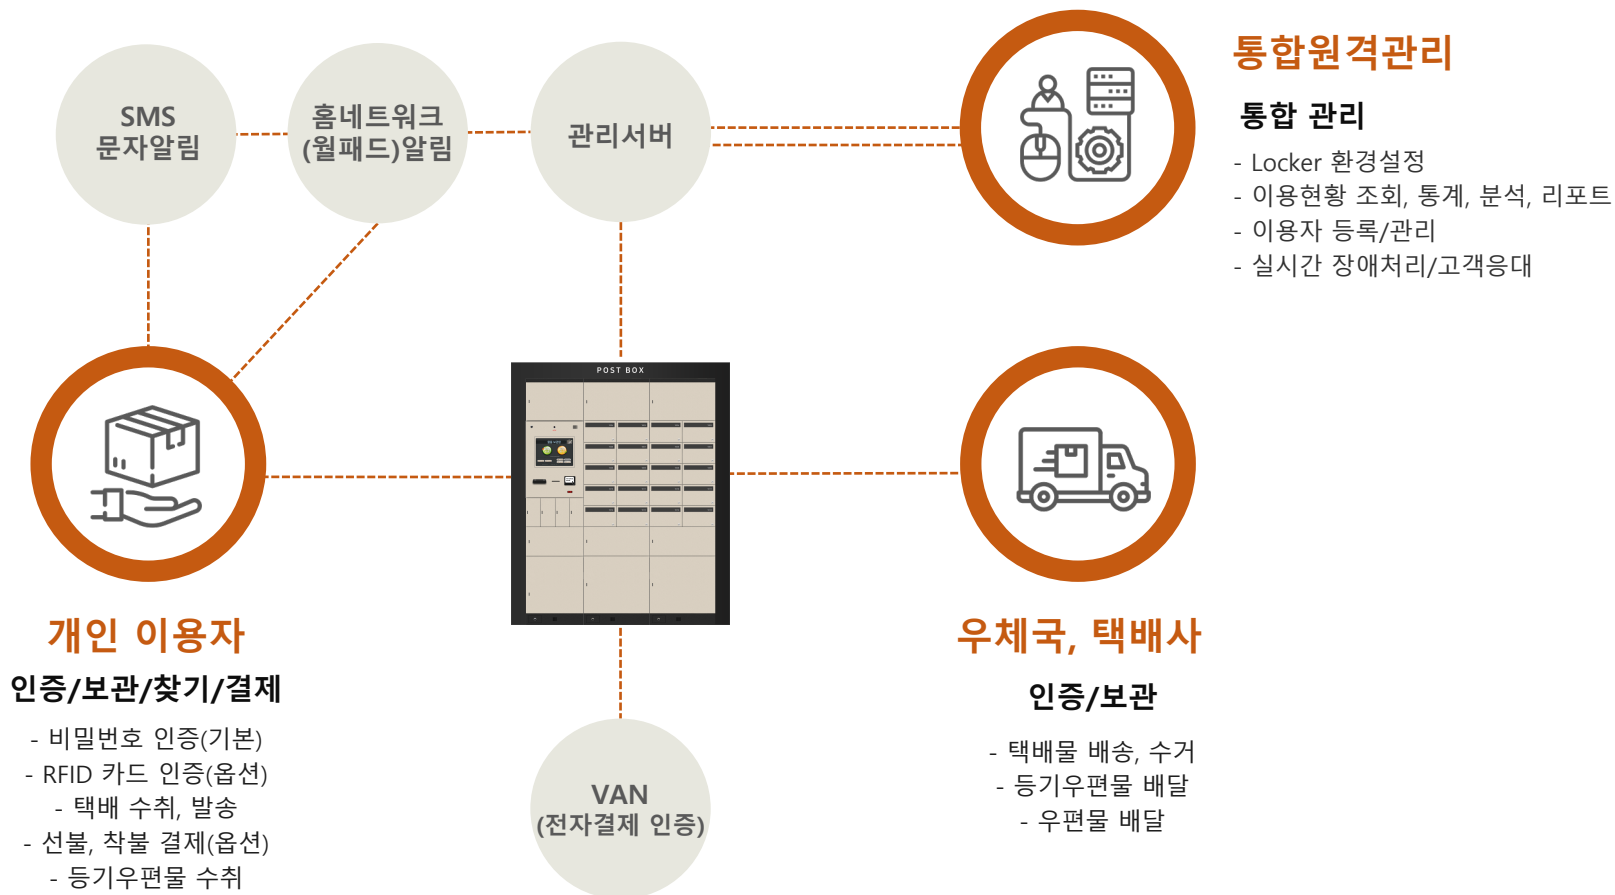 SMS
문자알림
홈네트워크
(월패드)알림
관리서버
통합원격관리
통합 관리
- Locker 환경설정
- 이용현황 조회, 통계, 분석, 리포트
- 이용자 등록/관리
- 실시간 장애처리/고객응대
POST BOX
개인 이용자
인증/보관/찾기/결제
- 비밀번호 인증(기본)
- RFID 카드 인증(옵션)
- 택배 수취, 발송
- 선불, 착불 결제(옵션)
- 등기우편물 수취
VAN
(전자결제 인증)
우체국, 택배사
인증/보관
- 택배물 배송, 수거
- 등기우편물 배달
- 우편물 배달